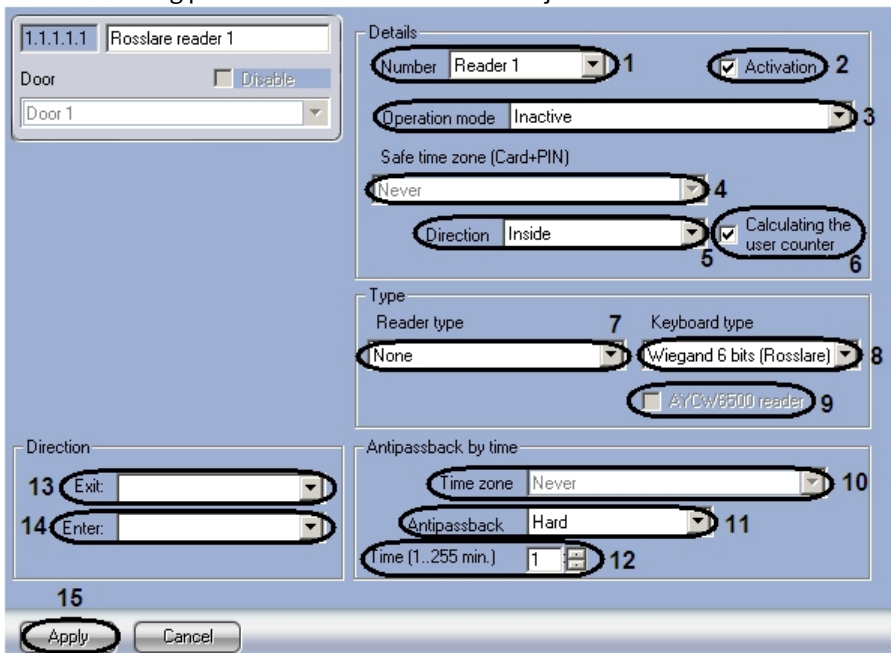 1.1.1.1.1 Rosslare reader 1
Door Disable
Door 1
Details
Number Reader 1 1 Activation 2
Operation mode Inactive 3
Safe time zone (Card+PIN)
Never 4
Direction Inside 5
Calculating the
user counter 6
Type
Reader type 7 Keyboard type
None Wiegand 6 bits (Rosslare) 8
AYCW6500 reader 9
Direction
13 Exit:
14 Enter:
Antipassback by time
Time zone Never 10
Antipassback Hard 11
Time (1..255 min.) 1 12
15
Apply Cancel